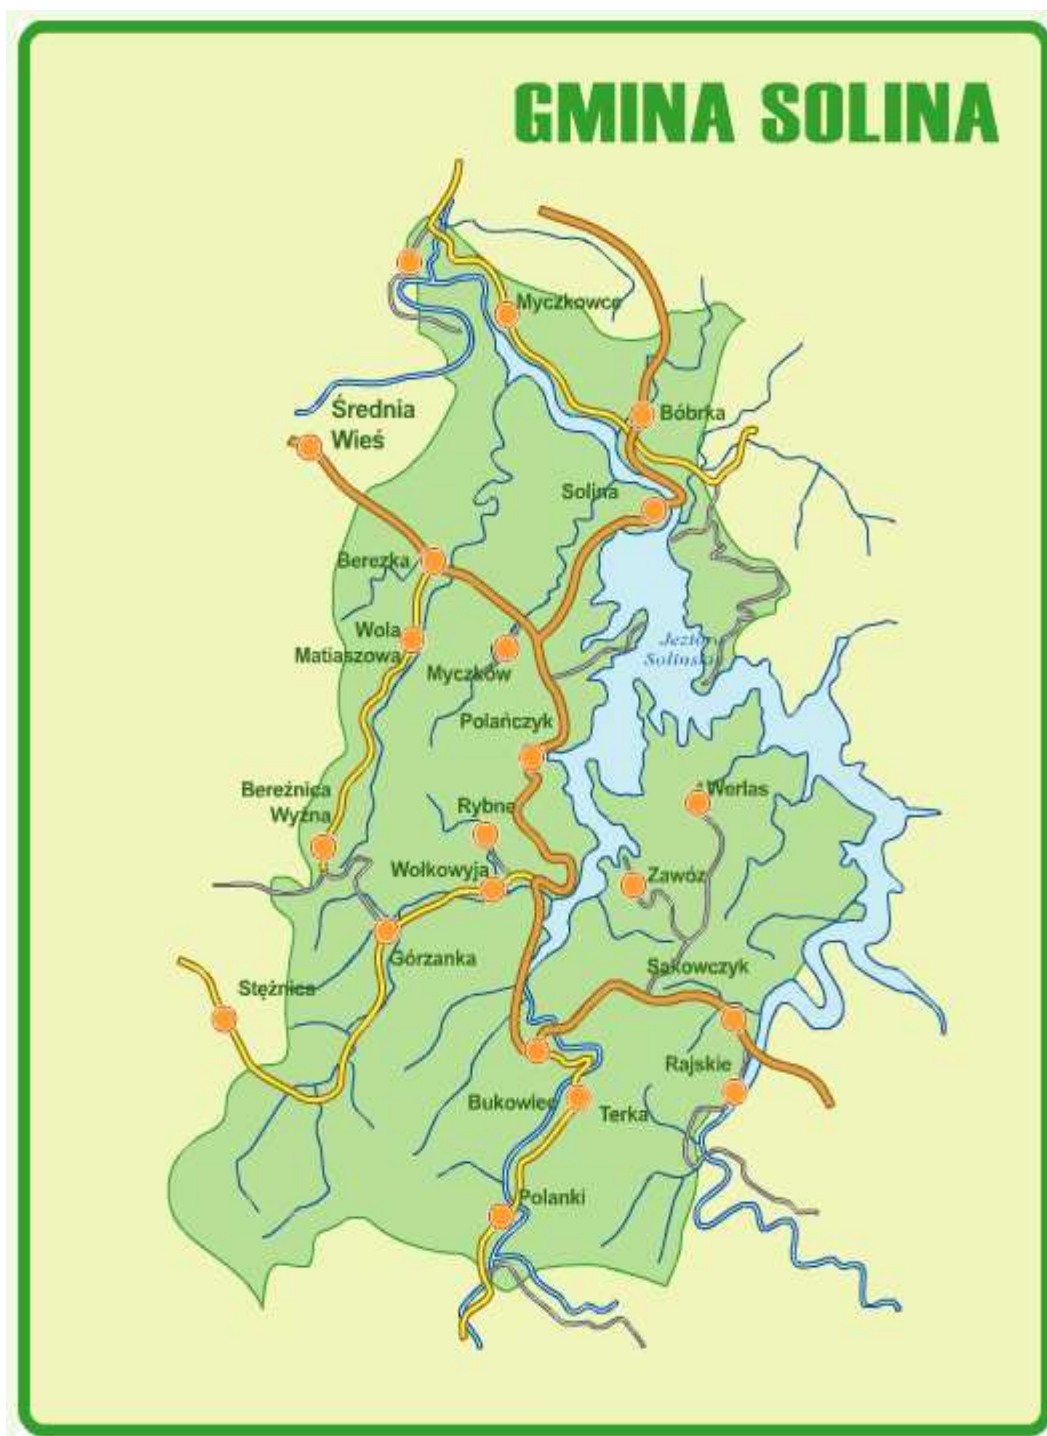 GMINA SOLINA
Myczkowce
Średnia
Wieś
Bóbrka
Solina
Berezka
Wola
Matiaszowa
Jezioro
Solińskie
Myczków
Polańczyk
Bereźnica
Wyżna
Rybne
Werlas
Wołkowyja
Zawóz
Górzanka
Sakowczyk
Stężnica
Rajskie
Bukowiec
Terka
Polanki